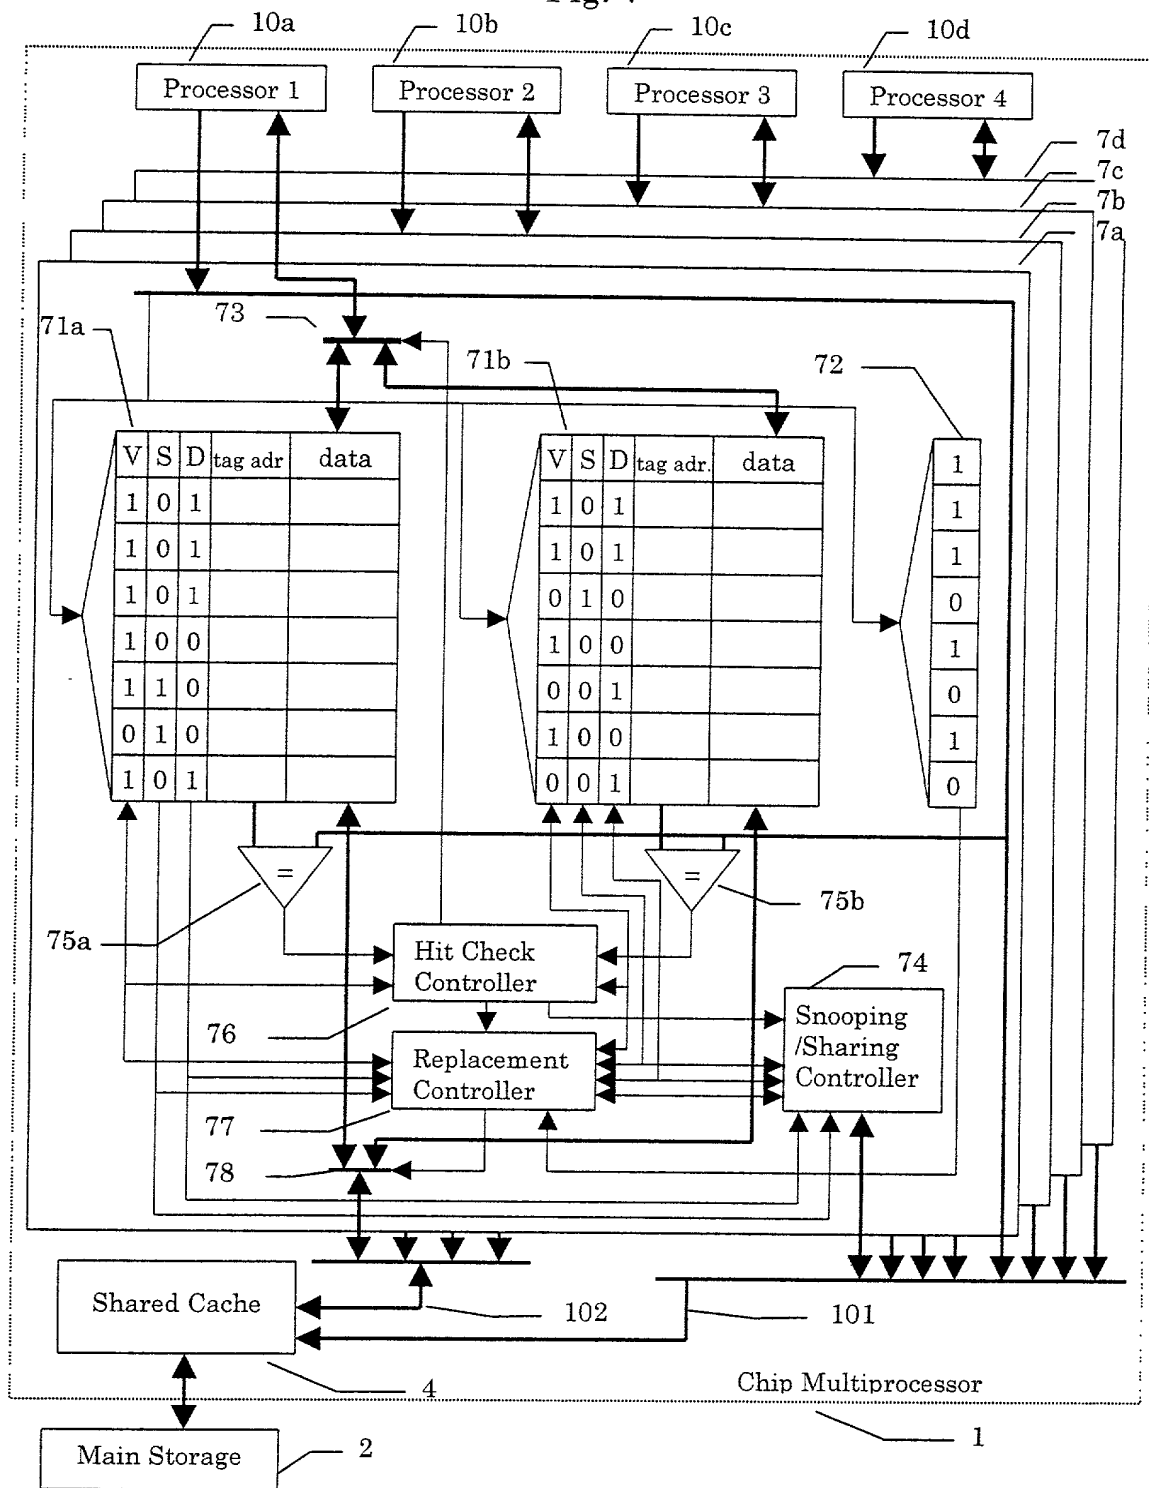 10a
10b
10c
10d
Processor 1
Processor 2
Processor 3
Processor 4
7d
7c
7b
7a
73
71a
71b
72
V S D tag adr data
1 0 1
1 0 1
1 0 1
1 0 0
1 1 0
0 1 0
1 0 1
V S D tag adr. data
1 0 1
1 0 1
0 1 0
1 0 0
0 0 1
1 0 0
0 0 1
1
1
1
0
1
0
1
0
=
=
75a
75b
Hit Check
Controller
76
74
Snooping
/Sharing
Controller
Replacement
Controller
77
78
Shared Cache
102
101
4
Chip Multiprocessor
1
Main Storage
2